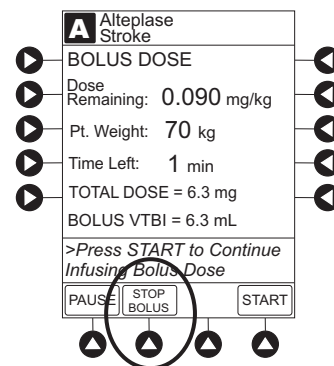 A Alteplase
Stroke
BOLUS DOSE
Dose
Remaining: 0.090 mg/kg
Pt. Weight: 70 kg
Time Left: 1 min
TOTAL DOSE = 6.3 mg
BOLUS VTBI = 6.3 mL
>Press START to Continue
Infusing Bolus Dose
PAUSE STOP BOLUS START